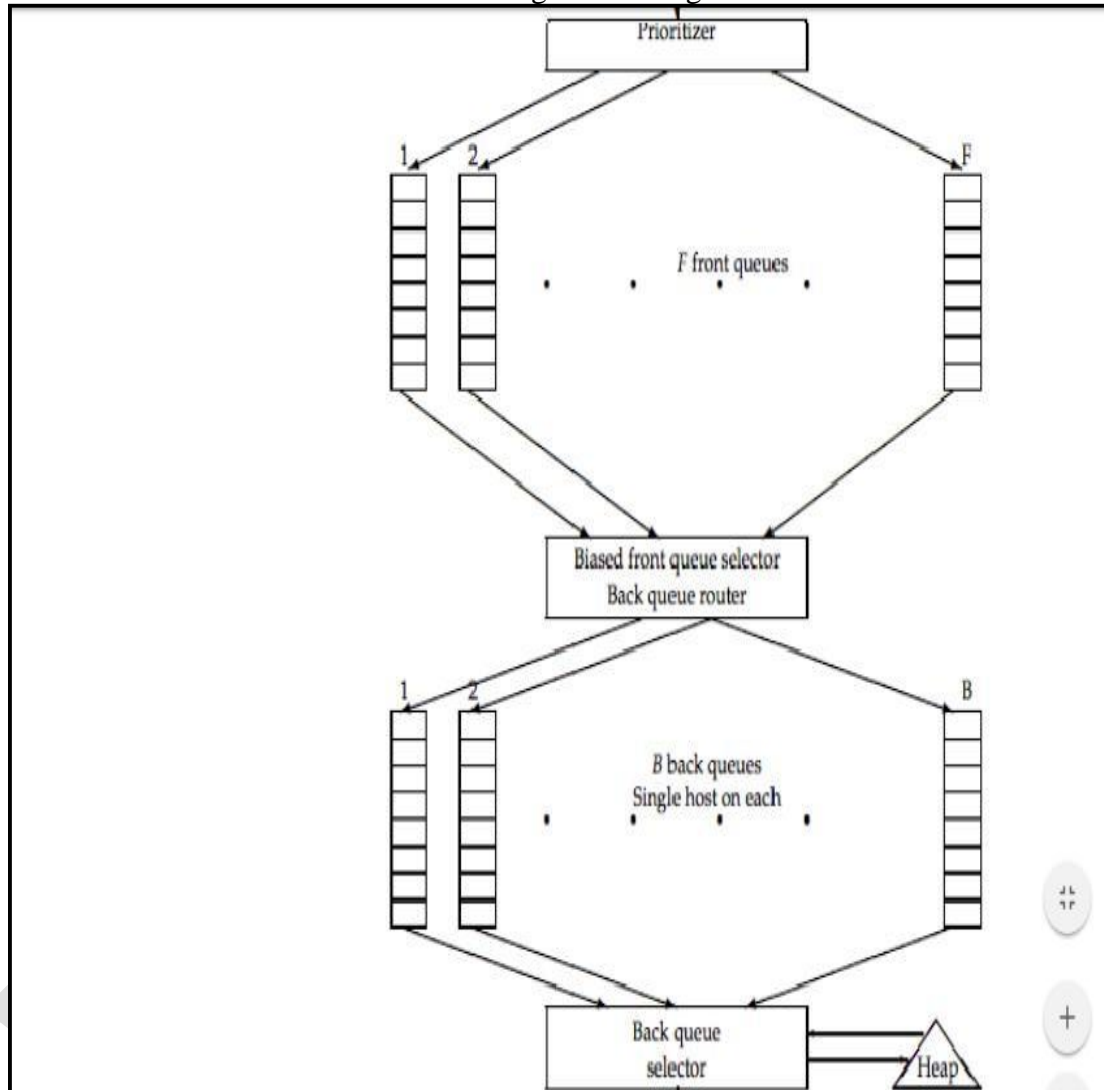 Prioritizer
1 2 F
F front queues
Biased front queue selector
Back queue router
1 2 B
B back queues
Single host on each
Back queue
selector
Heap